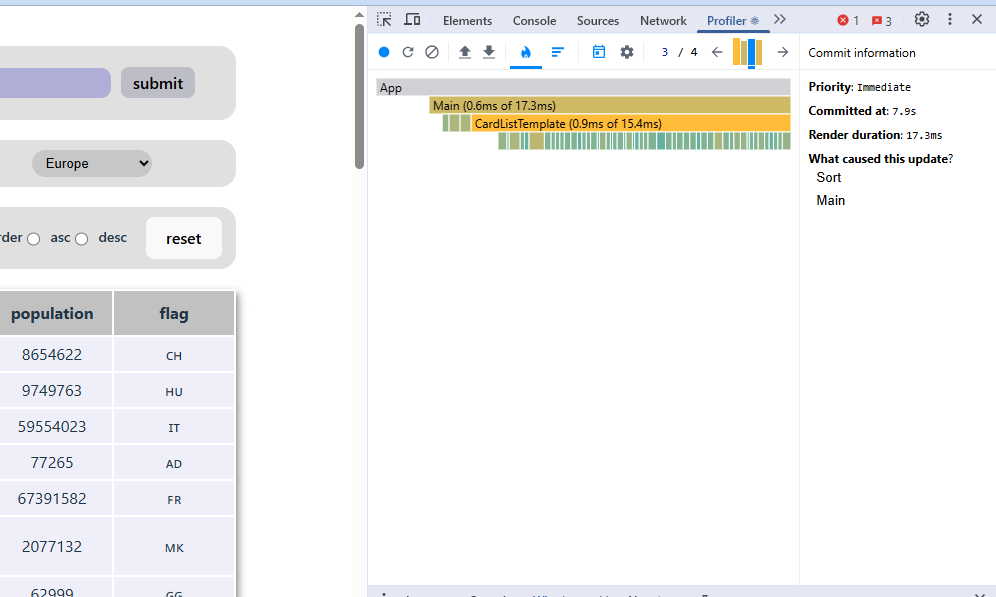 Elements Console Sources Network Profiler 1 3
3 / 4 Commit information
App
Main (0.6ms of 17.3ms)
CardListTemplate (0.9ms of 15.4ms)
Priority: Immediate
Committed at: 7.9s
Render duration: 17.3ms
What caused this update?
Sort
Main
submit
Europe
rder asc desc reset
population flag
8654622 CH
9749763 HU
59554023 IT
77265 AD
67391582 FR
2077132 MK
62999 GG